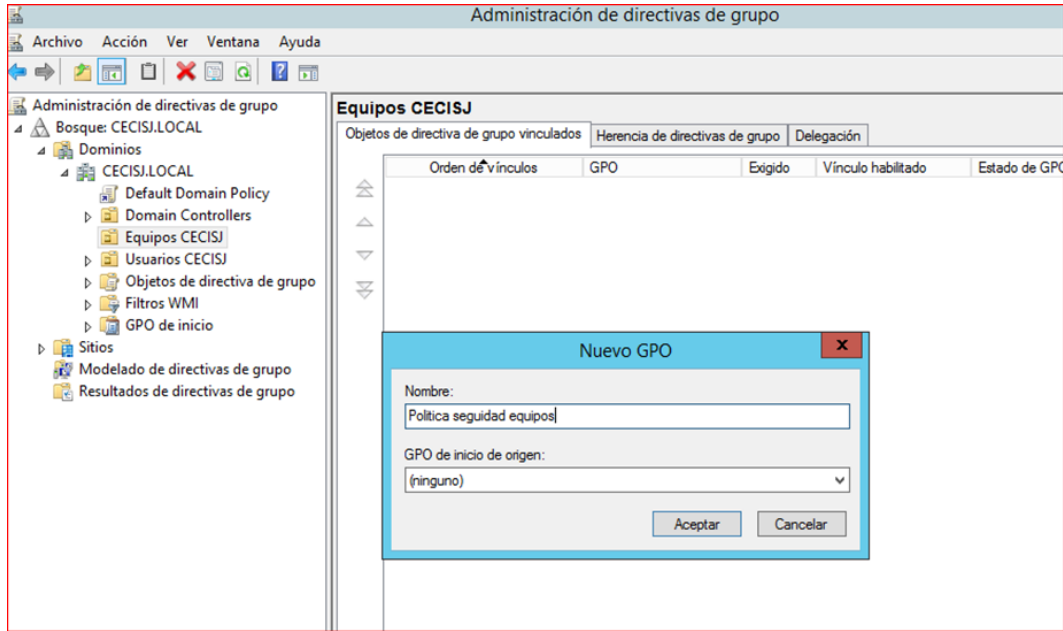 Administración de directivas de grupo
Archivo Acción Ver Ventana Ayuda
Administración de directivas de grupo
Bosque: CECISJ.LOCAL
Dominios
CECISJ.LOCAL
Default Domain Policy
Domain Controllers
Equipos CECISJ
Usuarios CECISJ
Objetos de directiva de grupo
Filtros WMI
GPO de inicio
Sitios
Modelado de directivas de grupo
Resultados de directivas de grupo
Equipos CECISJ
Objetos de directiva de grupo vinculados Herencia de directivas de grupo Delegación
Orden de vínculos GPO Exigido Vínculo habilitado Estado de GPO
Nuevo GPO
x
Nombre:
Politica seguidad equipos
GPO de inicio de origen:
(ninguno)
Aceptar Cancelar